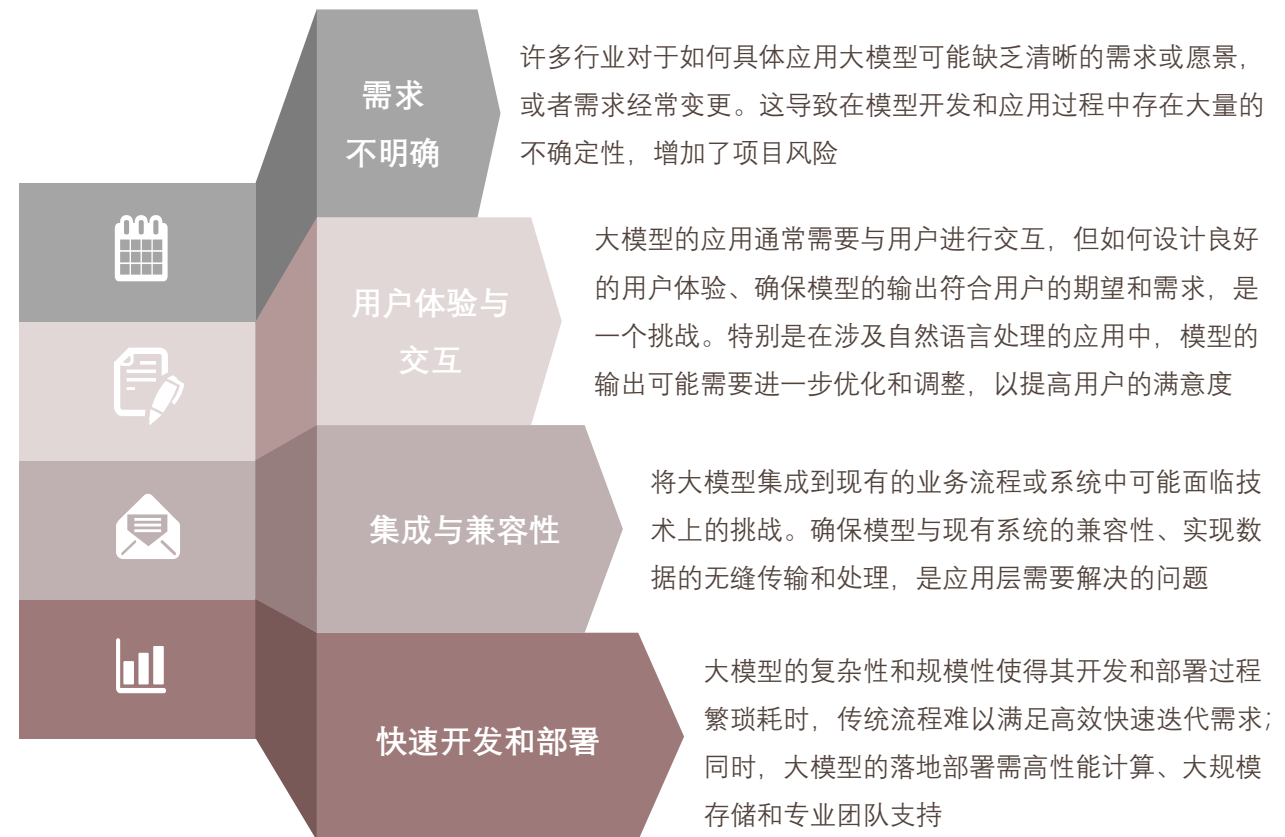 需求
不明确
许多行业对于如何具体应用大模型可能缺乏清晰的需求或愿景，
或者需求经常变更。这导致在模型开发和应用过程中存在大量的
不确定性，增加了项目风险
用户体验与
交互
大模型的应用通常需要与用户进行交互，但如何设计良好
的用户体验、确保模型的输出符合用户的期望和需求，是
一个挑战。特别是在涉及自然语言处理的应用中，模型的
输出可能需要进一步优化和调整，以提高用户的满意度
集成与兼容性
将大模型集成到现有的业务流程或系统中可能面临技
术上的挑战。确保模型与现有系统的兼容性、实现数
据的无缝传输和处理，是应用层需要解决的问题
快速开发和部署
大模型的复杂性和规模性使得其开发和部署过程
繁琐耗时，传统流程难以满足高效快速迭代需求；
同时，大模型的落地部署需高性能计算、大规模
存储和专业团队支持